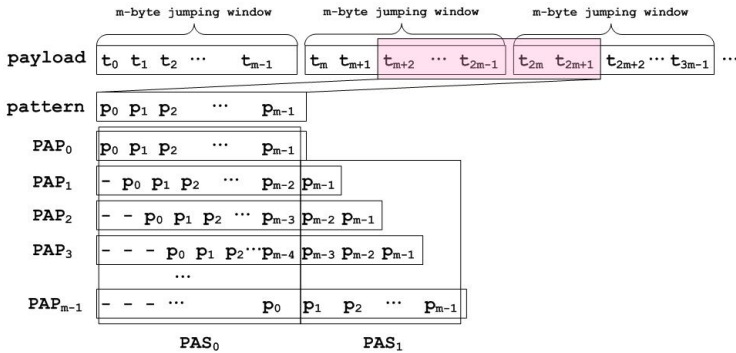 m-byte jumping window m-byte jumping window m-byte jumping window
payload t₀ t₁ t₂ ⋯ tₘ₋₁ tₘ tₘ₊₁ tₘ₊₂ ⋯ t₂ₘ₋₁ t₂ₘ t₂ₘ₊₁ t₂ₘ₊₂ ⋯ t₃ₘ₋₁ ⋯
pattern p₀ p₁ p₂ ⋯ pₘ₋₁
PAP₀ p₀ p₁ p₂ ⋯ pₘ₋₁
PAP₁ - p₀ p₁ p₂ ⋯ pₘ₋₂ pₘ₋₁
PAP₂ - - p₀ p₁ p₂ ⋯ pₘ₋₃ pₘ₋₂ pₘ₋₁
PAP₃ - - - p₀ p₁ p₂ ⋯ pₘ₋₄ pₘ₋₃ pₘ₋₂ pₘ₋₁
⋯
PAPₘ₋₁ - - - ⋯ p₀ p₁ p₂ ⋯ pₘ₋₁
PAS₀ PAS₁